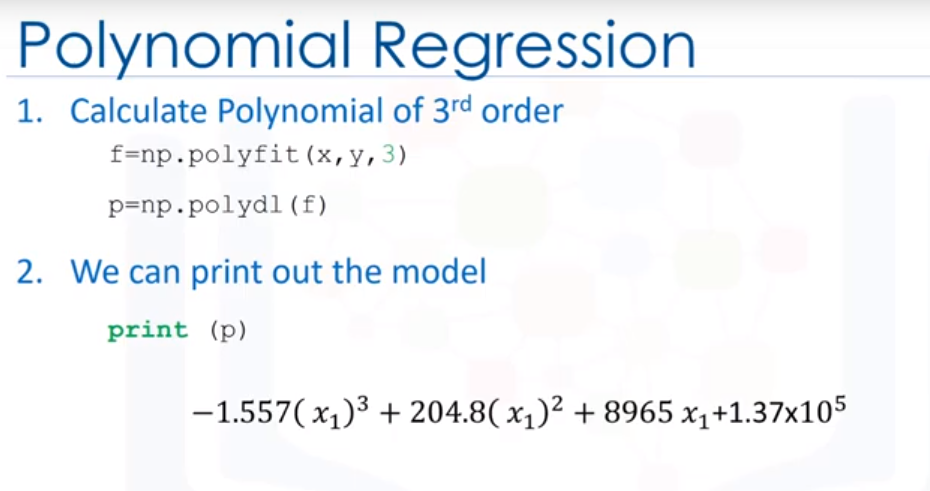 Polynomial Regression
1. Calculate Polynomial of 3rd order
f=np.polyfit(x,y,3)
p=np.polydl(f)
2. We can print out the model
print (p)
−1.557( x₁)³ + 204.8( x₁)² + 8965 x₁+1.37x10⁵